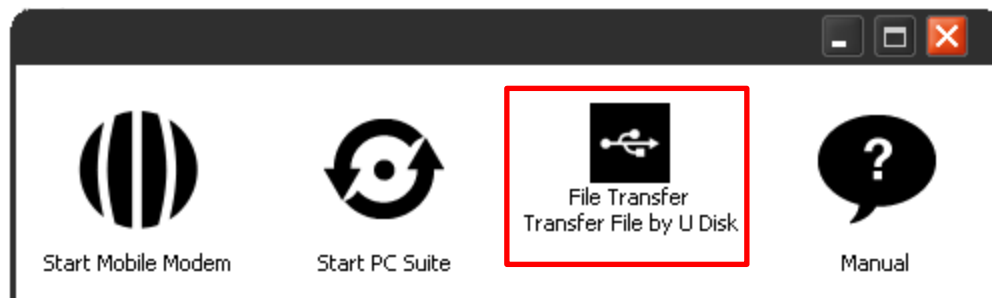 File Transfer
Transfer File by U Disk
Start Mobile Modem
Start PC Suite
Manual
?